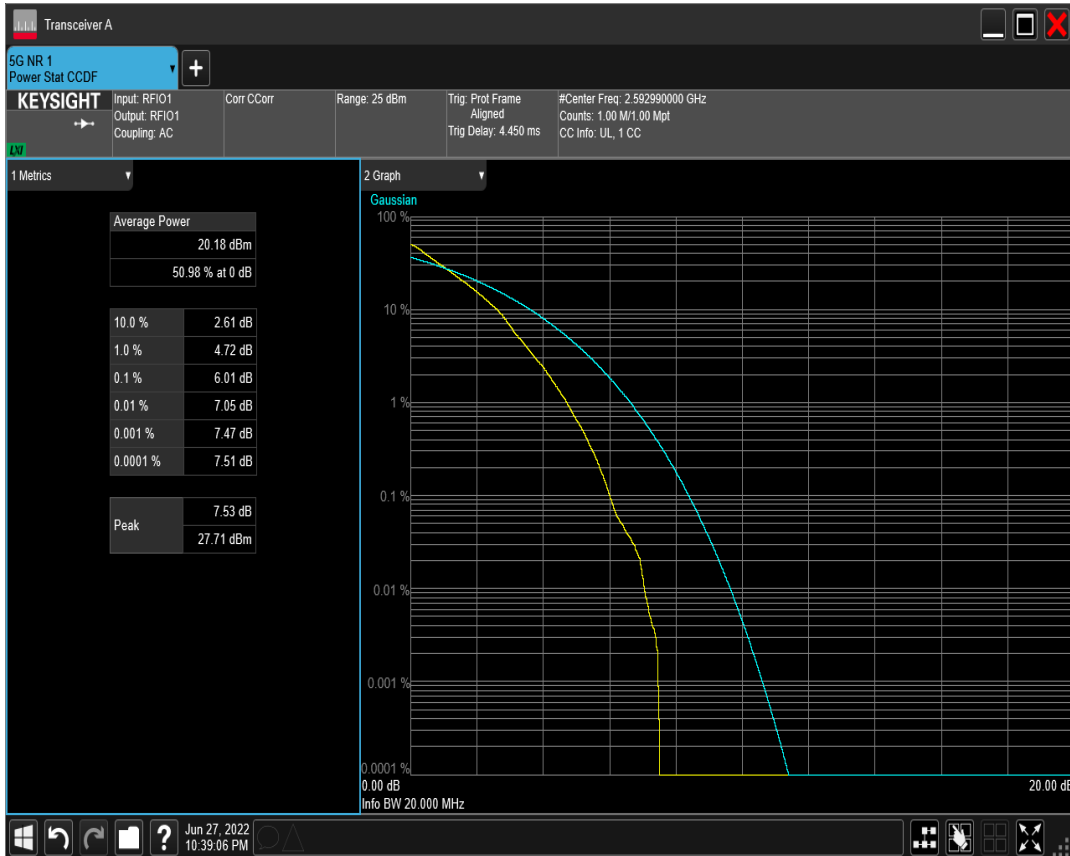 Transceiver A
5G NR 1
Power Stat CCDF
KEYSIGHT
LXI
Input: RFIO1
Output: RFIO1
Coupling: AC
Corr CCorr
Range: 25 dBm
Trig: Prot Frame
Aligned
Trig Delay: 4.450 ms
#Center Freq: 2.592990000 GHz
Counts: 1.00 M/1.00 Mpt
CC Info: UL, 1 CC
1 Metrics
Average Power
20.18 dBm
50.98 % at 0 dB
10.0 % 2.61 dB
1.0 % 4.72 dB
0.1 % 6.01 dB
0.01 % 7.05 dB
0.001 % 7.47 dB
0.0001 % 7.51 dB
Peak
7.53 dB
27.71 dBm
2 Graph
Gaussian
100 %
10 %
1 %
0.1 %
0.01 %
0.001 %
0.0001 %
0.00 dB 20.00 dB
Info BW 20.000 MHz
?
Jun 27, 2022
10:39:06 PM